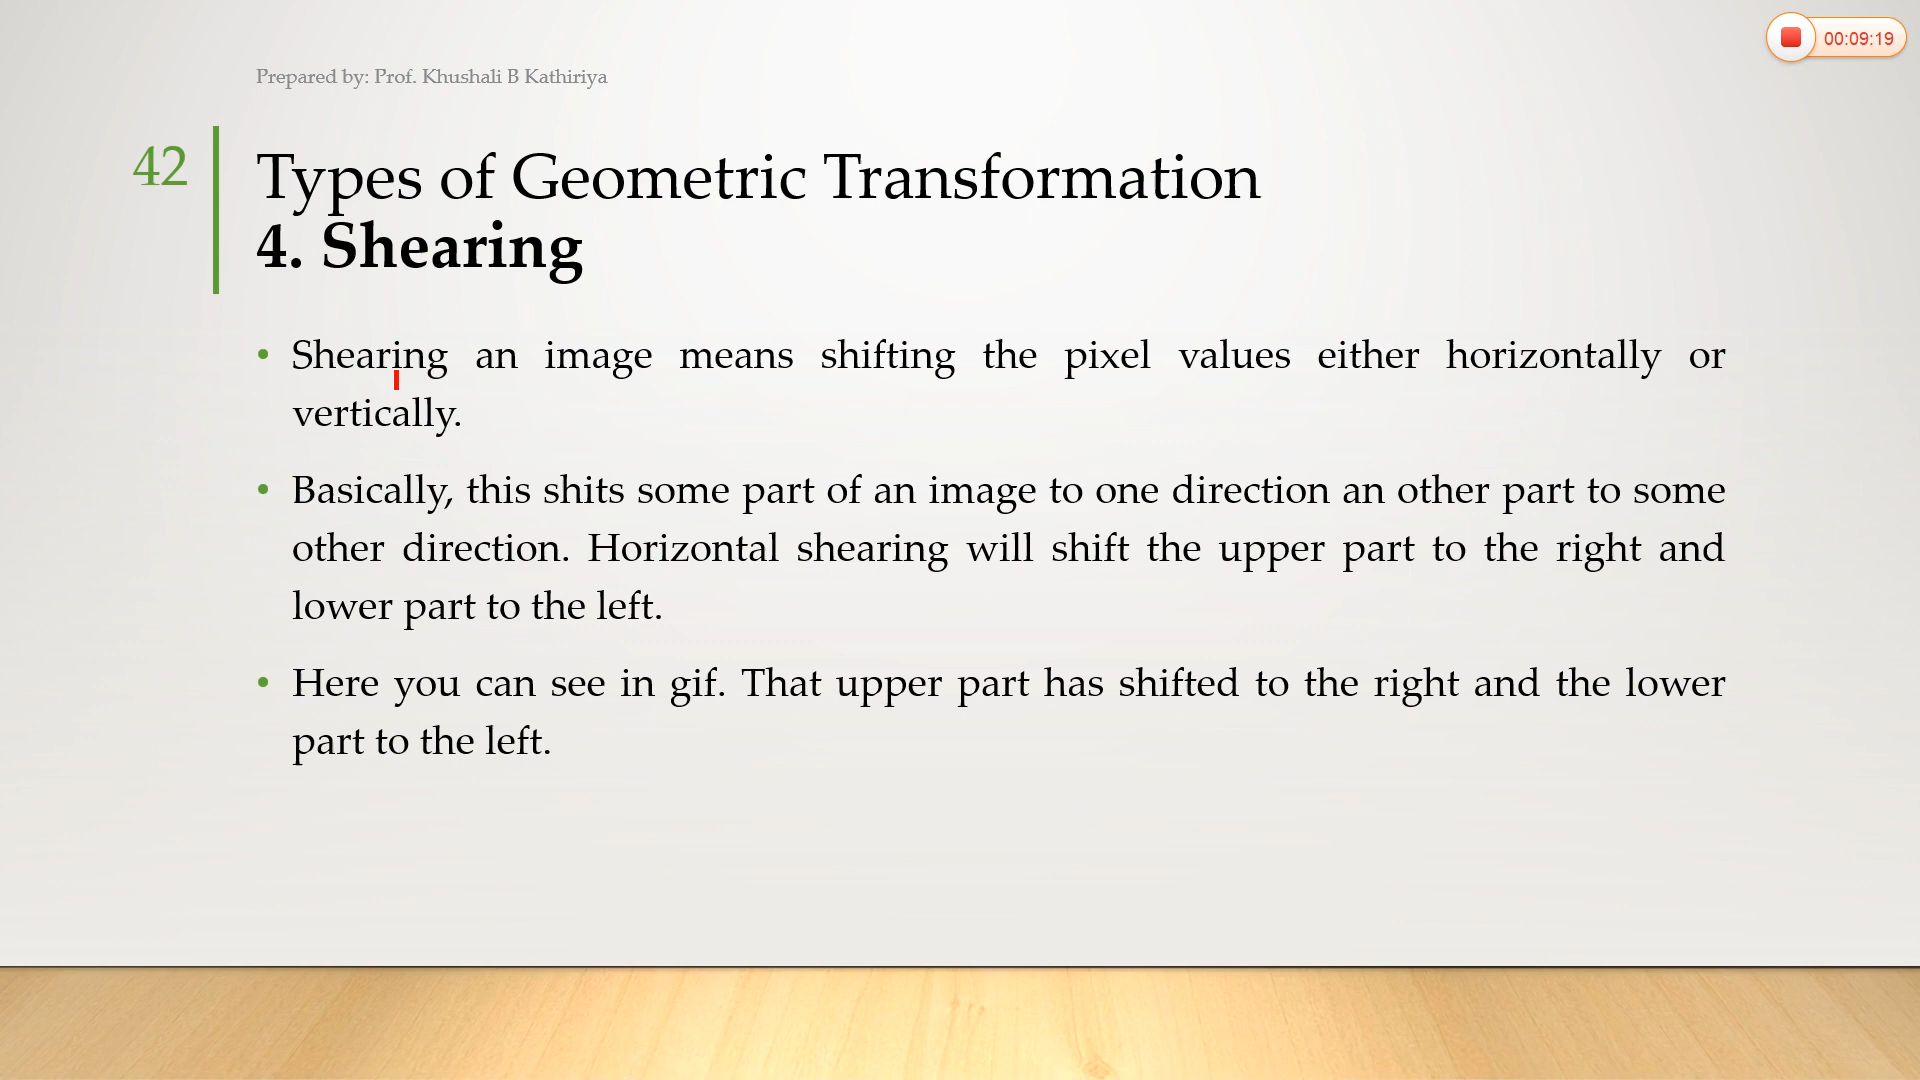 00:09:19
Prepared by: Prof. Khushali B Kathiriya
42
Types of Geometric Transformation
4. Shearing
• Shearing an image means shifting the pixel values either horizontally or
vertically.
• Basically, this shits some part of an image to one direction an other part to some
other direction. Horizontal shearing will shift the upper part to the right and
lower part to the left.
• Here you can see in gif. That upper part has shifted to the right and the lower
part to the left.